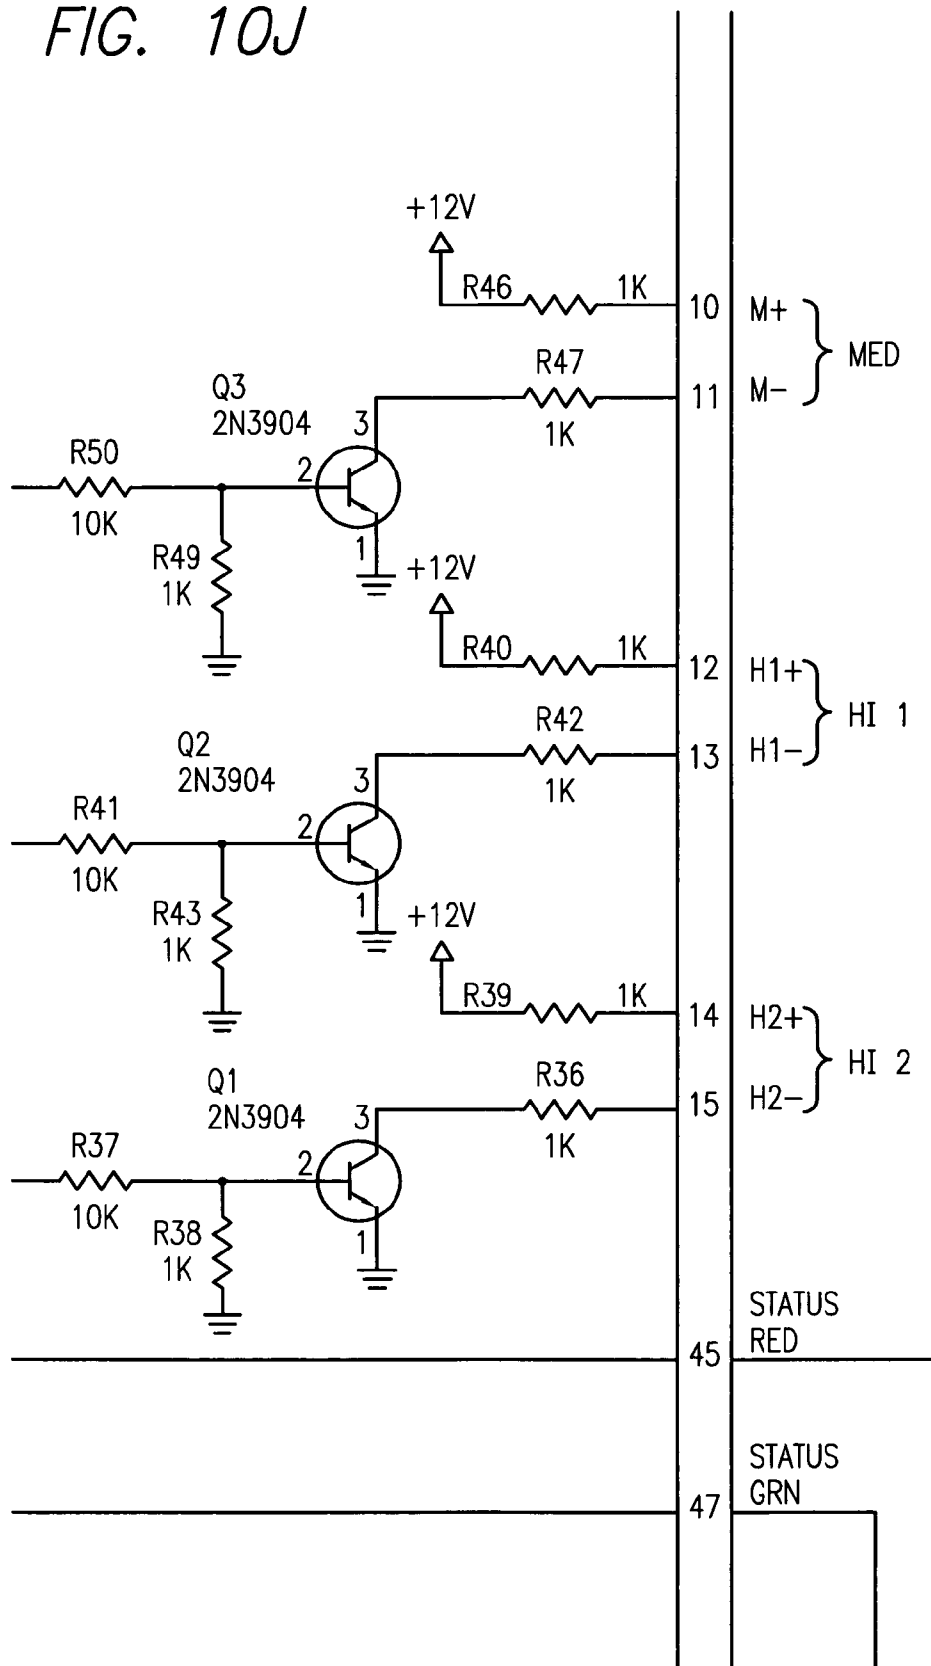 FIG. 10J
+12V
R46 1K 10 M+
MED
R47
1K
11 M-
Q3
2N3904
3
2
1
R50
10K
R49
1K
+12V
R40 1K 12 H1+
HI 1
R42
1K
13 H1-
Q2
2N3904
3
2
1
R41
10K
R43
1K
+12V
R39 1K 14 H2+
HI 2
R36
1K
15 H2-
Q1
2N3904
3
2
1
R37
10K
R38
1K
STATUS
RED
45
STATUS
GRN
47